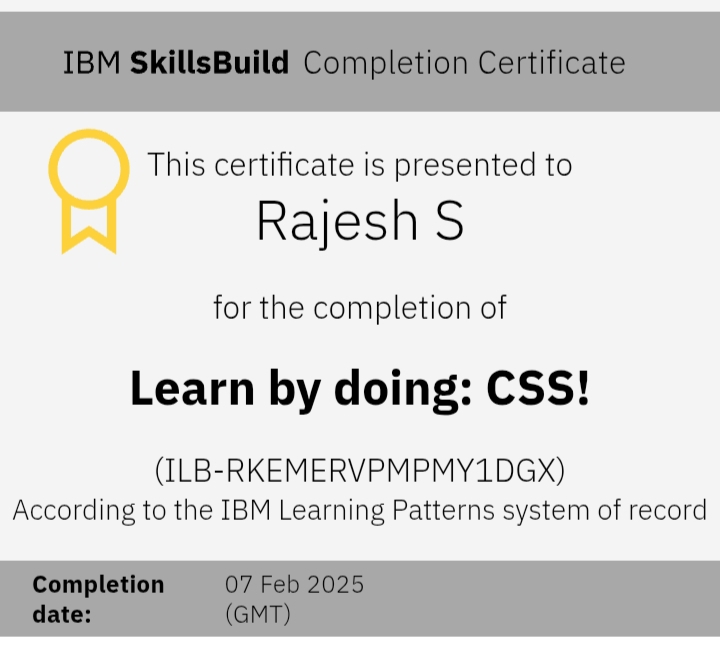 IBM SkillsBuild Completion Certificate
This certificate is presented to
Rajesh S
for the completion of
Learn by doing: CSS!
(ILB-RKEMERVPMPMY1DGX)
According to the IBM Learning Patterns system of record
Completion date: 07 Feb 2025 (GMT)